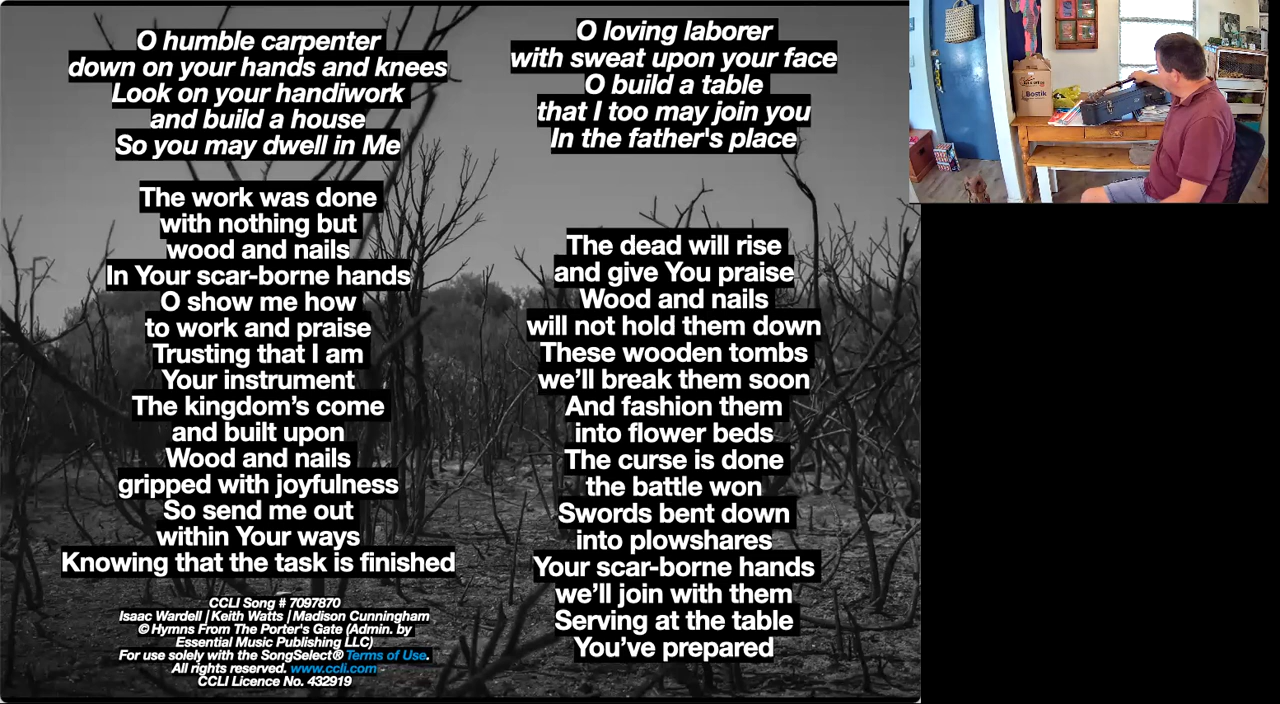 O humble carpenter
down on your hands and knees
Look on your handiwork
and build a house
So you may dwell in Me
The work was done
with nothing but
wood and nails
In Your scar-borne hands
O show me how
to work and praise
Trusting that I am
Your instrument
The kingdom's come
and built upon
Wood and nails
gripped with joyfulness
So send me out
within Your ways
Knowing that the task is finished
CCLI Song # 7097870
Isaac Wardell | Keith Watts | Madison Cunningham
© Hymns From The Porter's Gate (Admin. by
Essential Music Publishing LLC)
For use solely with the SongSelect® Terms of Use.
All rights reserved. www.ccli.com
CCLI Licence No. 432919
O loving laborer
with sweat upon your face
O build a table
that I too may join you
In the father's place
The dead will rise
and give You praise
Wood and nails
will not hold them down
These wooden tombs
we'll break them soon
And fashion them
into flower beds
The curse is done
the battle won
Swords bent down
into plowshares
Your scar-borne hands
we'll join with them
Serving at the table
You've prepared
Bostik